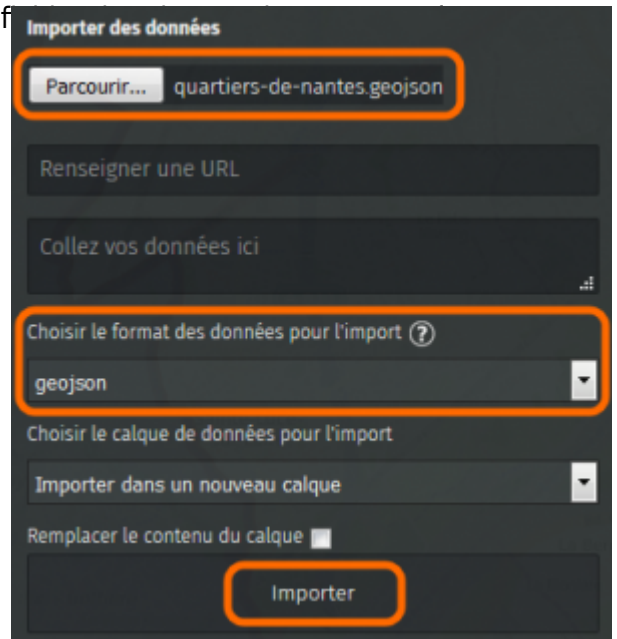 Importer des données
Parcourir... quartiers-de-nantes.geojson
Renseigner une URL
Collez vos données ici
Choisir le format des données pour l'import ?
geojson
Choisir le calque de données pour l'import
Importer dans un nouveau calque
Remplacer le contenu du calque
Importer